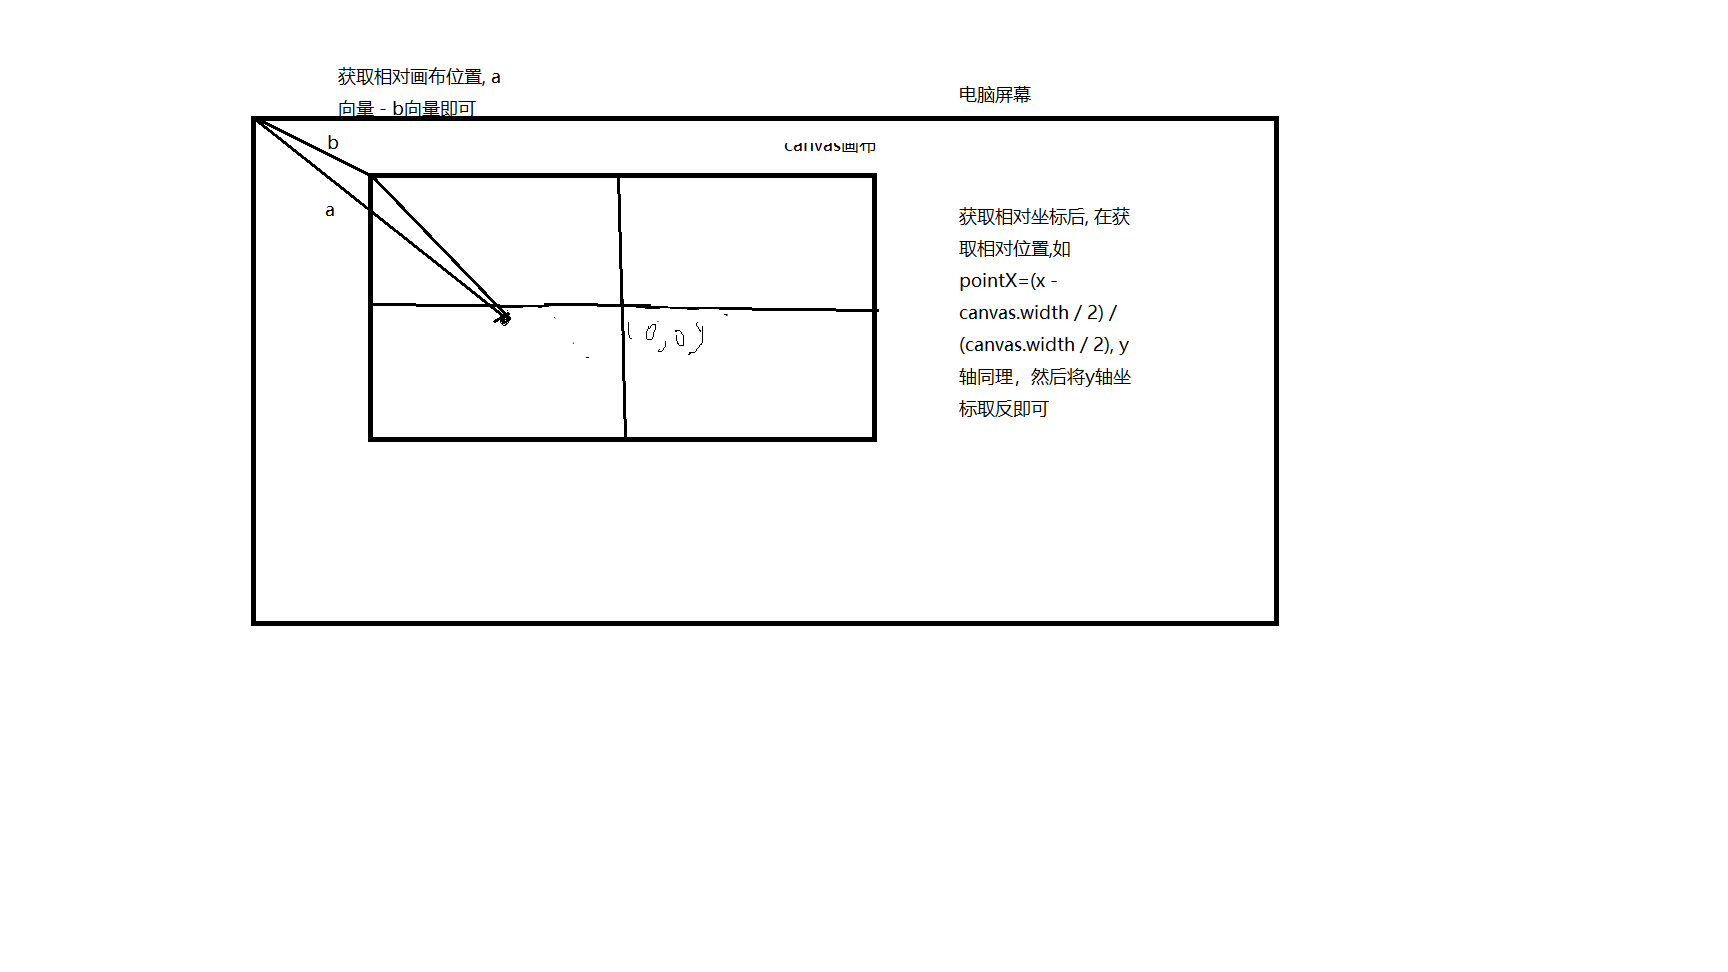 获取相对画布位置, a
向量 - b向量即可
电脑屏幕
b
canvas画布
a
获取相对坐标后, 在获
取相对位置,如
pointX=(x -
canvas.width / 2) /
(canvas.width / 2), y
轴同理，然后将y轴坐
标取反即可
(0,0)